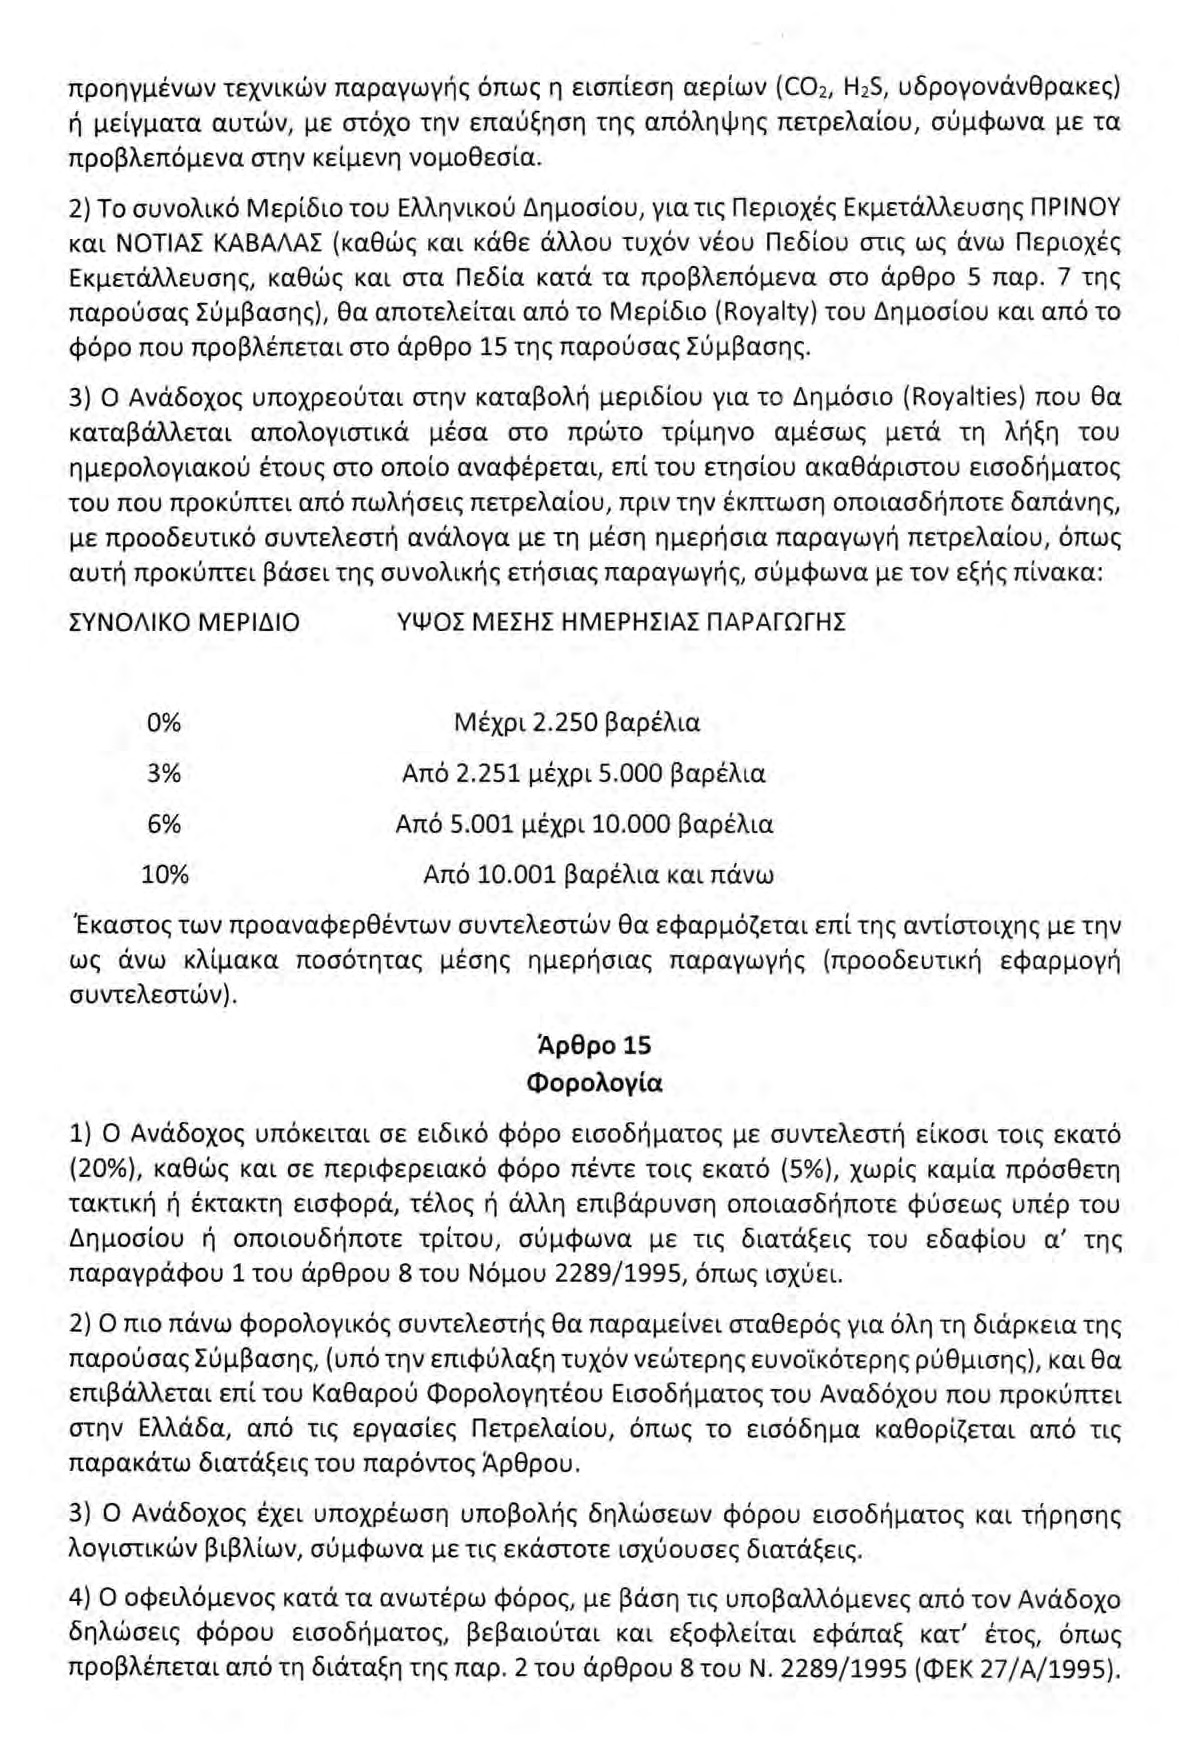 προηγμένων τεχνικών παραγωγής όπως η εισπίεση αερίων (CO₂, H₂S, υδρογονάνθρακες)
ή μείγματα αυτών, με στόχο την επαύξηση της απόληψης πετρελαίου, σύμφωνα με τα
προβλεπόμενα στην κείμενη νομοθεσία.
2) Το συνολικό Μερίδιο του Ελληνικού Δημοσίου, για τις Περιοχές Εκμετάλλευσης ΠΡΙΝΟΥ
και ΝΟΤΙΑΣ ΚΑΒΑΛΑΣ (καθώς και κάθε άλλου τυχόν νέου Πεδίου στις ως άνω Περιοχές
Εκμετάλλευσης, καθώς και στα Πεδία κατά τα προβλεπόμενα στο άρθρο 5 παρ. 7 της
παρούσας Σύμβασης), θα αποτελείται από το Μερίδιο (Royalty) του Δημοσίου και από το
φόρο που προβλέπεται στο άρθρο 15 της παρούσας Σύμβασης.
3) Ο Ανάδοχος υποχρεούται στην καταβολή μεριδίου για το Δημόσιο (Royalties) που θα
καταβάλλεται απολογιστικά μέσα στο πρώτο τρίμηνο αμέσως μετά τη λήξη του
ημερολογιακού έτους στο οποίο αναφέρεται, επί του ετησίου ακαθάριστου εισοδήματος
του που προκύπτει από πωλήσεις πετρελαίου, πριν την έκπτωση οποιασδήποτε δαπάνης,
με προοδευτικό συντελεστή ανάλογα με τη μέση ημερήσια παραγωγή πετρελαίου, όπως
αυτή προκύπτει βάσει της συνολικής ετήσιας παραγωγής, σύμφωνα με τον εξής πίνακα:
ΣΥΝΟΛΙΚΟ ΜΕΡΙΔΙΟ ΥΨΟΣ ΜΕΣΗΣ ΗΜΕΡΗΣΙΑΣ ΠΑΡΑΓΩΓΗΣ
0% Μέχρι 2.250 βαρέλια
3% Από 2.251 μέχρι 5.000 βαρέλια
6% Από 5.001 μέχρι 10.000 βαρέλια
10% Από 10.001 βαρέλια και πάνω
Έκαστος των προαναφερθέντων συντελεστών θα εφαρμόζεται επί της αντίστοιχης με την
ως άνω κλίμακα ποσότητας μέσης ημερήσιας παραγωγής (προοδευτική εφαρμογή
συντελεστών).
Άρθρο 15
Φορολογία
1) Ο Ανάδοχος υπόκειται σε ειδικό φόρο εισοδήματος με συντελεστή είκοσι τοις εκατό
(20%), καθώς και σε περιφερειακό φόρο πέντε τοις εκατό (5%), χωρίς καμία πρόσθετη
τακτική ή έκτακτη εισφορά, τέλος ή άλλη επιβάρυνση οποιασδήποτε φύσεως υπέρ του
Δημοσίου ή οποιουδήποτε τρίτου, σύμφωνα με τις διατάξεις του εδαφίου α’ της
παραγράφου 1 του άρθρου 8 του Νόμου 2289/1995, όπως ισχύει.
2) Ο πιο πάνω φορολογικός συντελεστής θα παραμείνει σταθερός για όλη τη διάρκεια της
παρούσας Σύμβασης, (υπό την επιφύλαξη τυχόν νεώτερης ευνοϊκότερης ρύθμισης), και θα
επιβάλλεται επί του Καθαρού Φορολογητέου Εισοδήματος του Αναδόχου που προκύπτει
στην Ελλάδα, από τις εργασίες Πετρελαίου, όπως το εισόδημα καθορίζεται από τις
παρακάτω διατάξεις του παρόντος Άρθρου.
3) Ο Ανάδοχος έχει υποχρέωση υποβολής δηλώσεων φόρου εισοδήματος και τήρησης
λογιστικών βιβλίων, σύμφωνα με τις εκάστοτε ισχύουσες διατάξεις.
4) Ο οφειλόμενος κατά τα ανωτέρω φόρος, με βάση τις υποβαλλόμενες από τον Ανάδοχο
δηλώσεις φόρου εισοδήματος, βεβαιούται και εξοφλείται εφάπαξ κατ’ έτος, όπως
προβλέπεται από τη διάταξη της παρ. 2 του άρθρου 8 του Ν. 2289/1995 (ΦΕΚ 27/Α/1995).